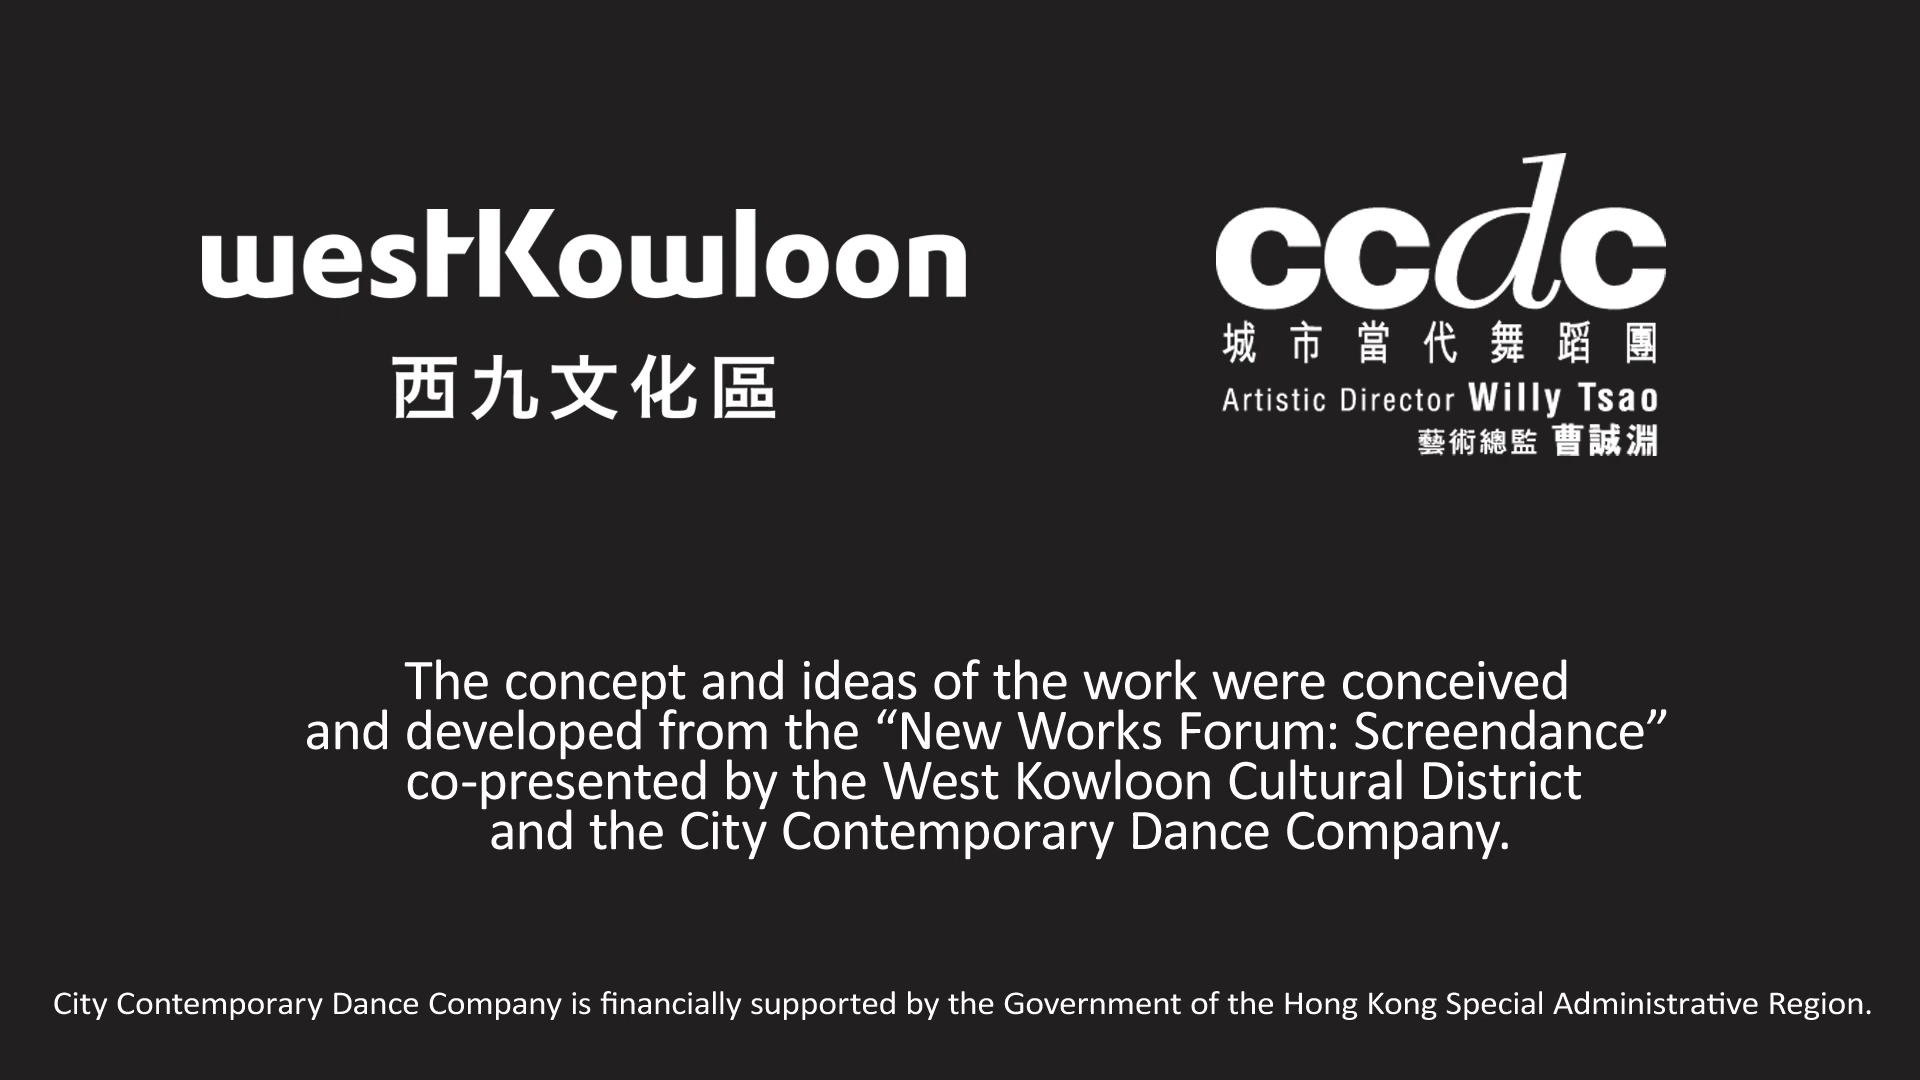 westKowloon
西九文化區
ccdc
城市當代舞蹈團
Artistic Director Willy Tsao
藝術總監 曹誠淵
The concept and ideas of the work were conceived
and developed from the “New Works Forum: Screendance”
co-presented by the West Kowloon Cultural District
and the City Contemporary Dance Company.
City Contemporary Dance Company is financially supported by the Government of the Hong Kong Special Administrative Region.